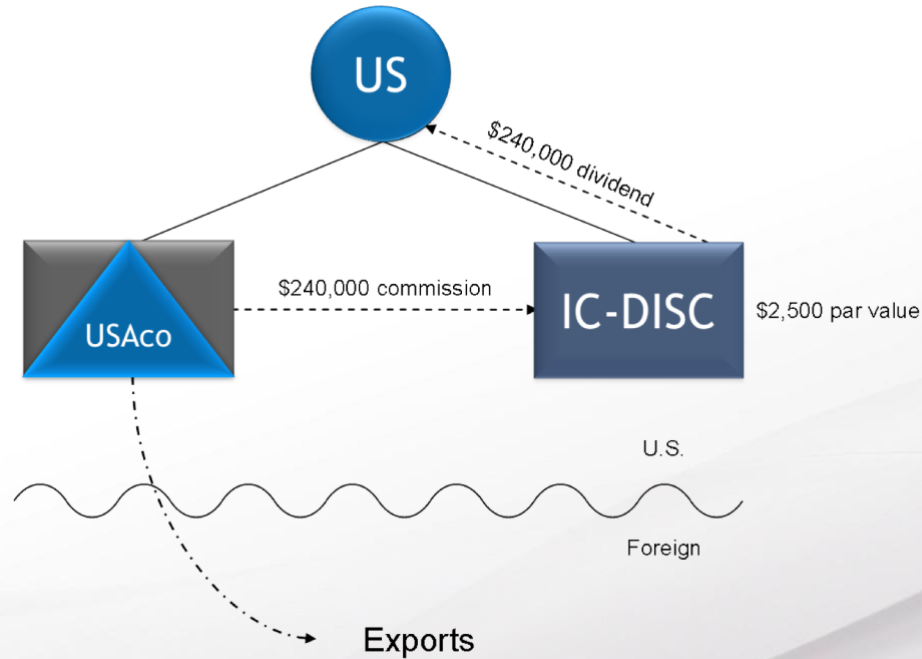 US
$240,000 dividend
USAco
$240,000 commission
IC-DISC
$2,500 par value
U.S.
Foreign
Exports